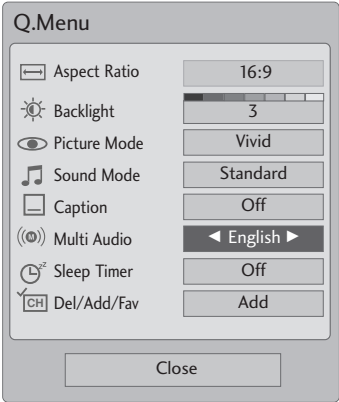 Q.Menu
Aspect Ratio 16:9
Backlight 3
Picture Mode Vivid
Sound Mode Standard
Caption Off
Multi Audio ◄ English ►
Sleep Timer Off
Del/Add/Fav Add
Close